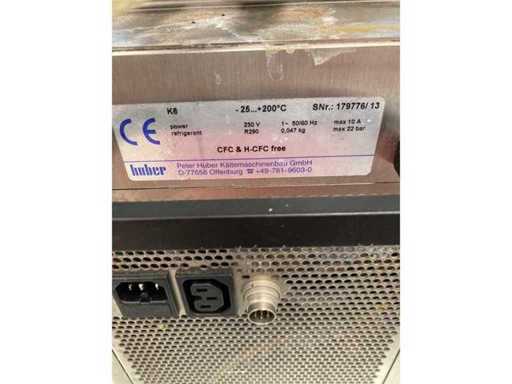 K6 - 25...+200°C SNr.: 179776/ 13
power 230 V 1~ 50/60 Hz max 10 A
refrigerant R290 0,047 kg max 22 bar
CE CFC & H-CFC free
huber Peter Huber Kältemaschinenbau GmbH
D-77656 Offenburg ☎ +49-781-9603-0